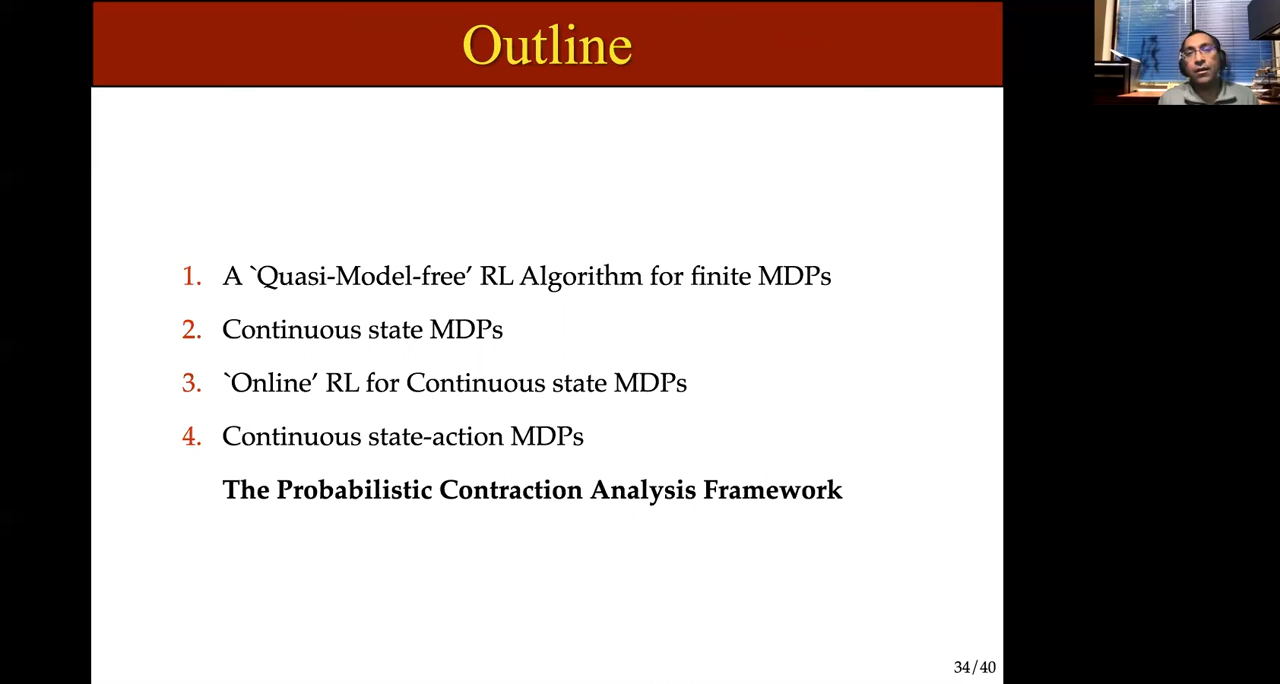 Outline
1. A `Quasi-Model-free' RL Algorithm for finite MDPs
2. Continuous state MDPs
3. `Online' RL for Continuous state MDPs
4. Continuous state-action MDPs
The Probabilistic Contraction Analysis Framework
34/40